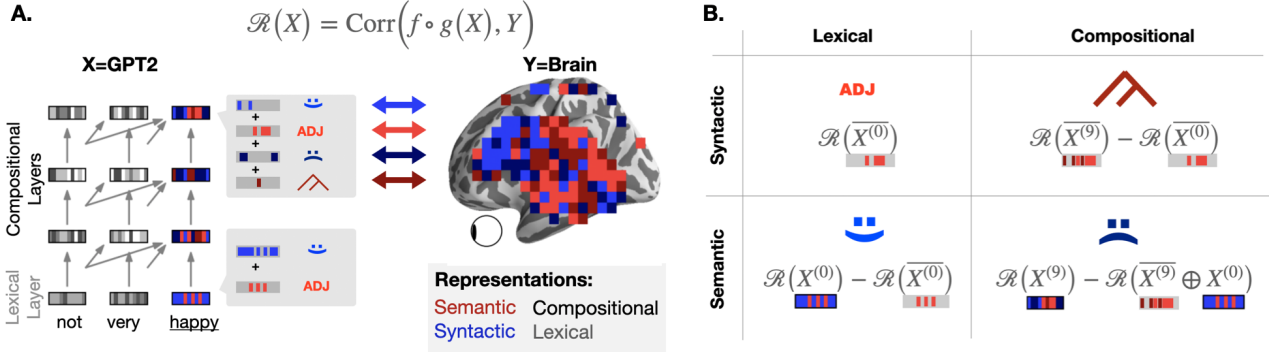 A.
ℛ(X) = Corr(f∘g(X), Y)
X=GPT2
Y=Brain
Compositional
Layers
Lexical
Layer
+
ADJ
+
+
+
ADJ
not very happy
Representations:
Semantic Compositional
Syntactic Lexical
B.
Lexical Compositional
Syntactic
ADJ
ℛ(X̅⁽⁰⁾) ℛ(X̅⁽⁹⁾) − ℛ(X̅⁽⁰⁾)
Semantic
ℛ(X⁽⁰⁾) − ℛ(X̅⁽⁰⁾) ℛ(X⁽⁹⁾) − ℛ(X̅⁽⁹⁾ ⊕ X⁽⁰⁾)